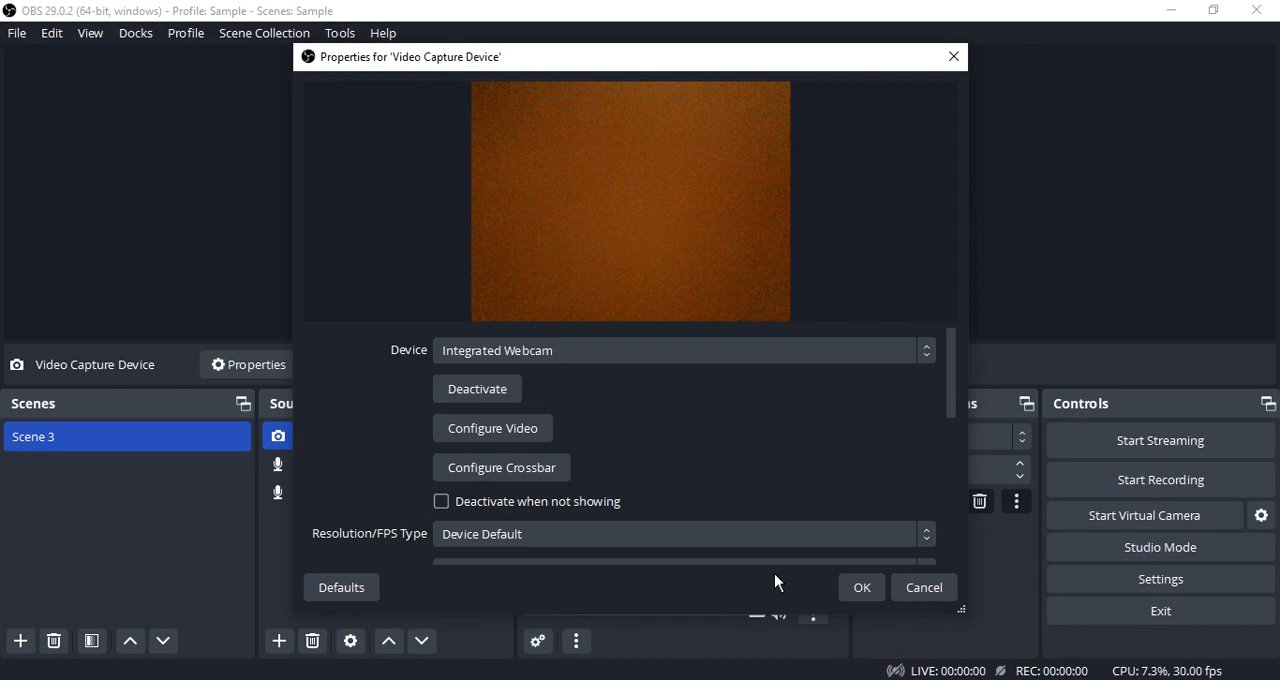 OBS 29.0.2 (64-bit, windows) - Profile: Sample - Scenes: Sample
File Edit View Docks Profile Scene Collection Tools Help
Properties for 'Video Capture Device'
Device Integrated Webcam
Video Capture Device Properties
Deactivate
Scenes Sou ns Controls
Configure Video
Scene 3
Start Streaming
Configure Crossbar
Start Recording
Deactivate when not showing
Start Virtual Camera
Resolution/FPS Type Device Default
Studio Mode
Settings
Defaults OK Cancel
Exit
LIVE: 00:00:00 REC: 00:00:00 CPU: 7.3%, 30.00 fps